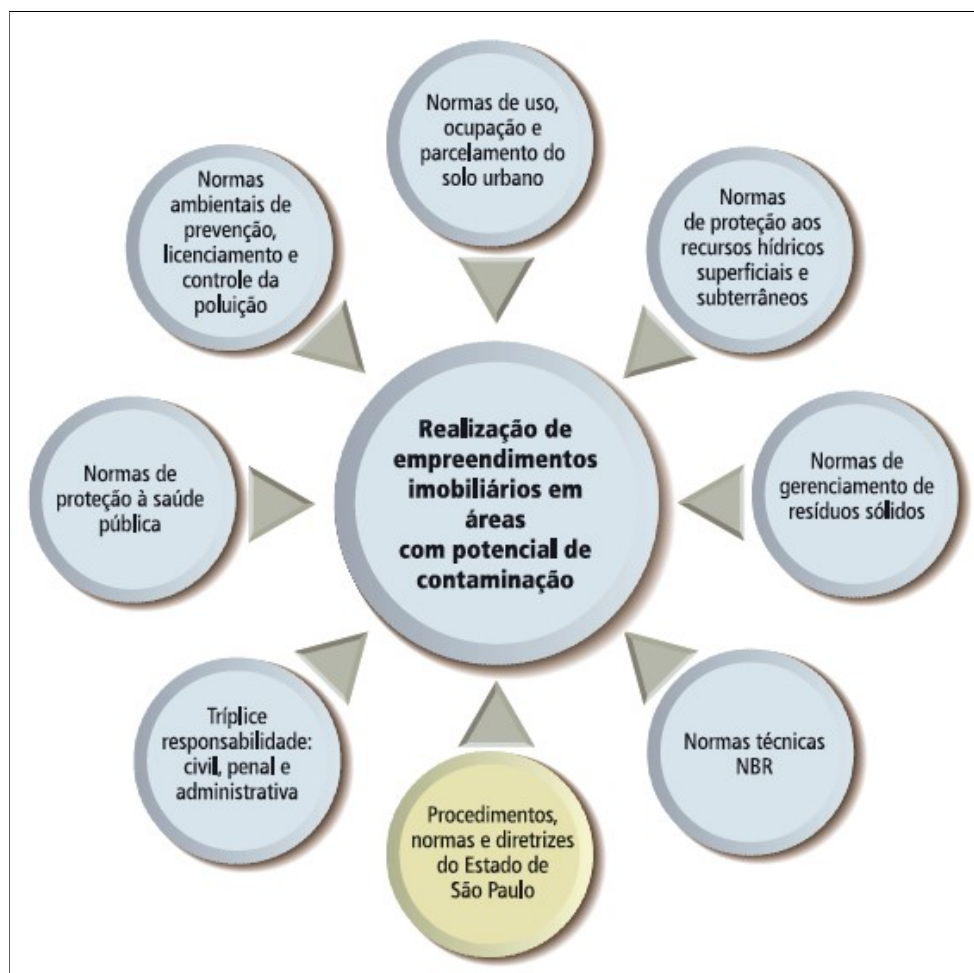 Normas de uso,
ocupação e
parcelamento do
solo urbano
Normas
ambientais de
prevenção,
licenciamento e
controle da
poluição
Normas
de proteção aos
recursos hídricos
superficiais e
subterrâneos
Realização de
empreendimentos
imobiliários em
áreas
com potencial de
contaminação
Normas de
proteção à saúde
pública
Normas de
gerenciamento de
resíduos sólidos
Tríplice
responsabilidade:
civil, penal e
administrativa
Normas técnicas
NBR
Procedimentos,
normas e diretrizes
do Estado de
São Paulo